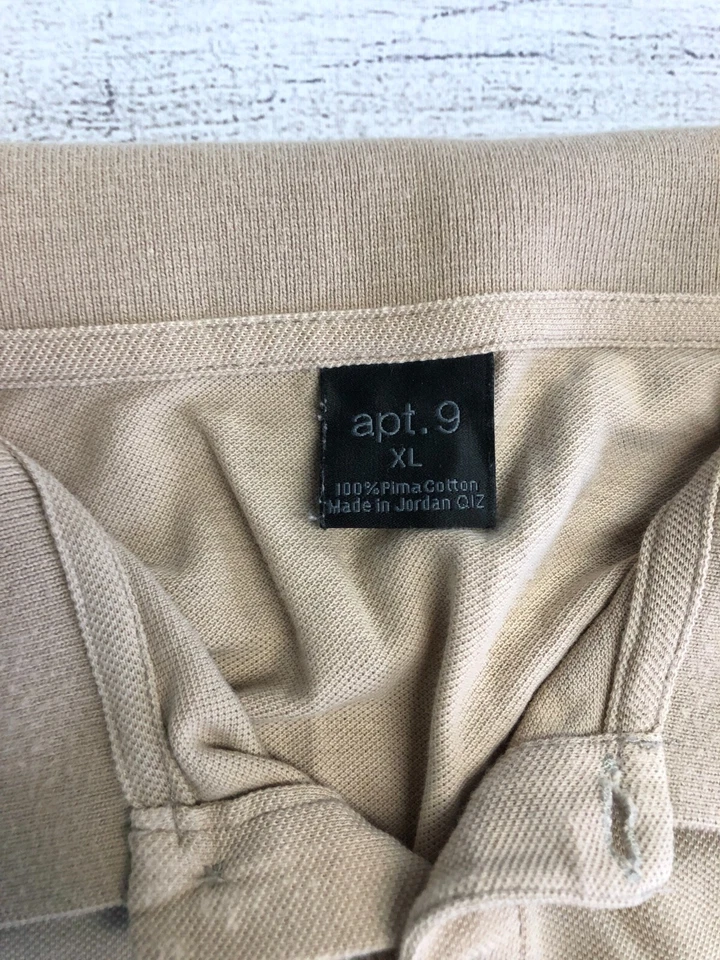 apt.9
XL
100%Pima Cotton
Made in Jordan QIZ